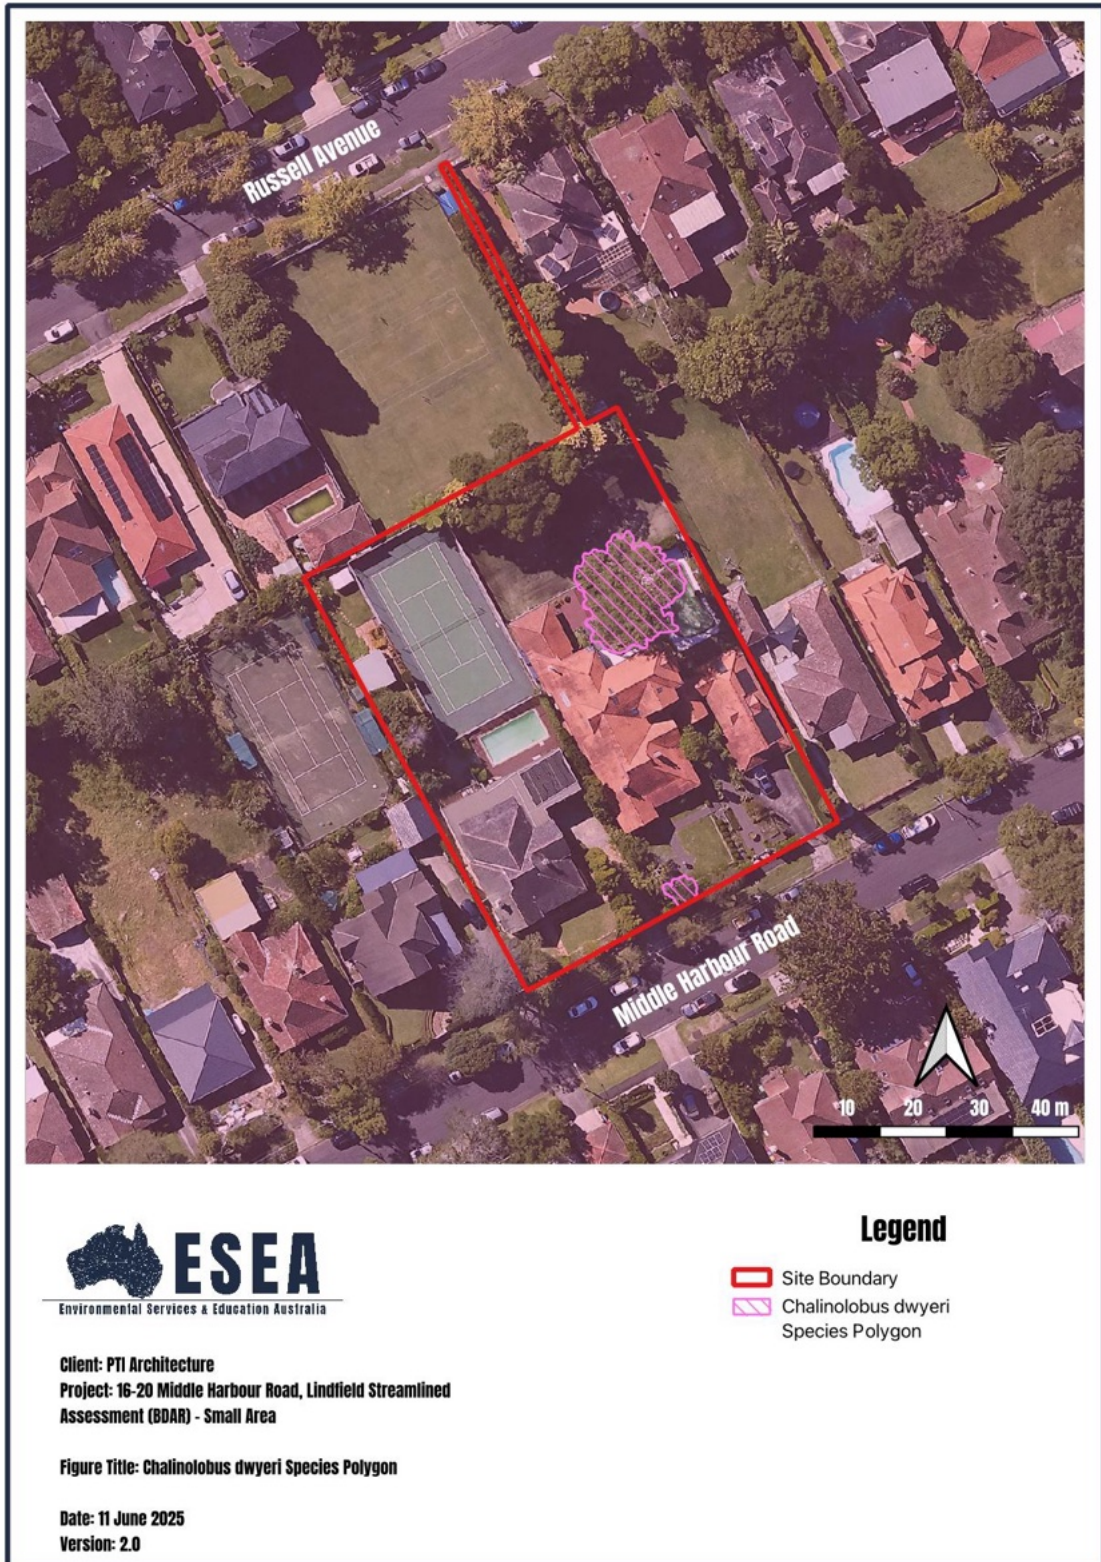 Russell Avenue
Middle Harbour Road
10 20 30 40 m
ESEA
Environmental Services & Education Australia
Legend
Site Boundary
Chalinolobus dwyeri
Species Polygon
Client: PTI Architecture
Project: 16-20 Middle Harbour Road, Lindfield Streamlined
Assessment (BDAR) - Small Area
Figure Title: Chalinolobus dwyeri Species Polygon
Date: 11 June 2025
Version: 2.0